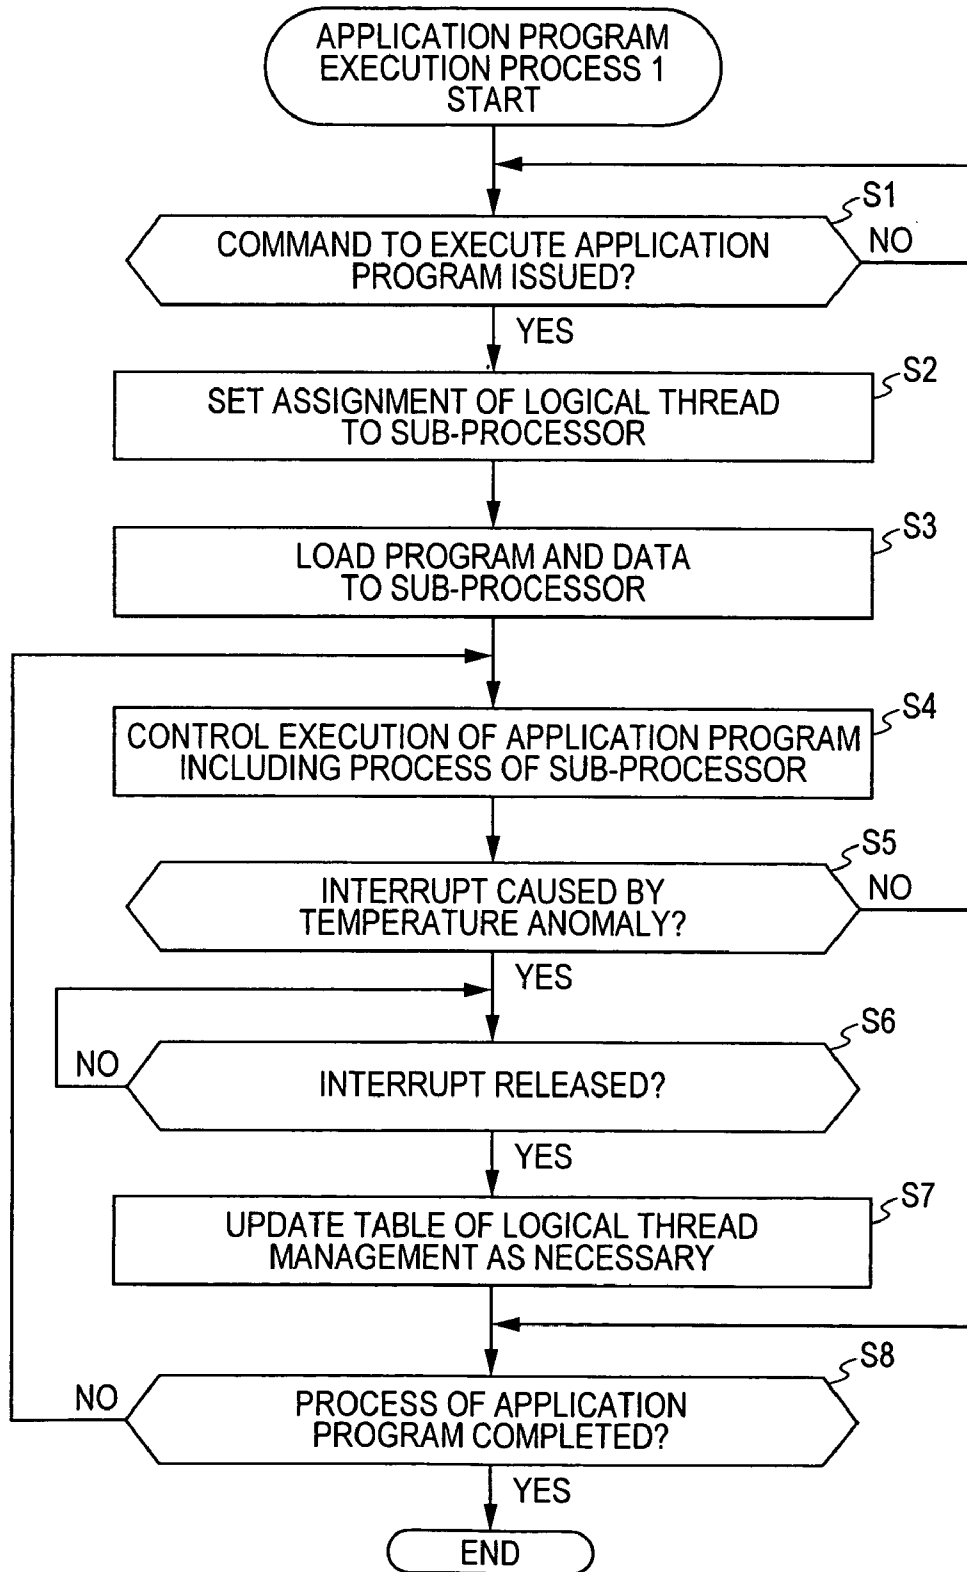 APPLICATION PROGRAM
EXECUTION PROCESS 1
START
S1
COMMAND TO EXECUTE APPLICATION
PROGRAM ISSUED?
NO
YES
S2
SET ASSIGNMENT OF LOGICAL THREAD
TO SUB-PROCESSOR
S3
LOAD PROGRAM AND DATA
TO SUB-PROCESSOR
S4
CONTROL EXECUTION OF APPLICATION PROGRAM
INCLUDING PROCESS OF SUB-PROCESSOR
S5
INTERRUPT CAUSED BY
TEMPERATURE ANOMALY?
NO
YES
S6
NO
INTERRUPT RELEASED?
YES
S7
UPDATE TABLE OF LOGICAL THREAD
MANAGEMENT AS NECESSARY
S8
NO
PROCESS OF APPLICATION
PROGRAM COMPLETED?
YES
END